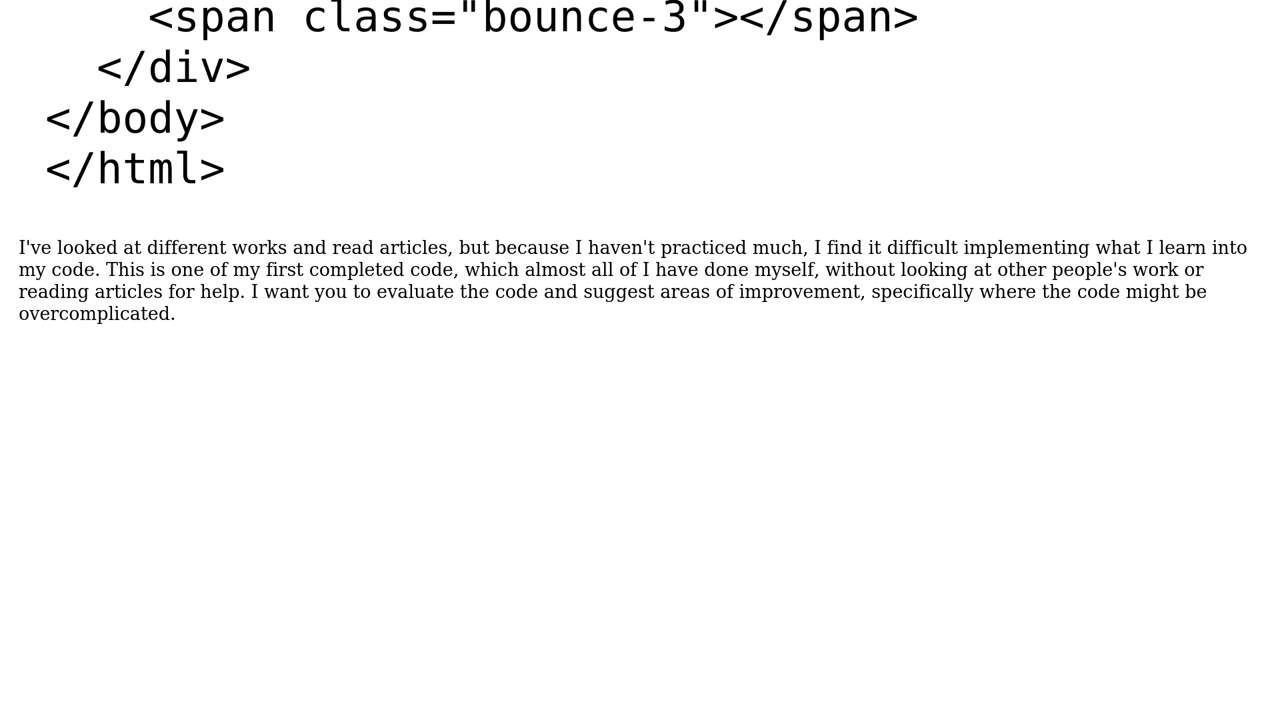 <span class="bounce-3"></span>
</div>
</body>
</html>
I've looked at different works and read articles, but because I haven't practiced much, I find it difficult implementing what I learn into
my code. This is one of my first completed code, which almost all of I have done myself, without looking at other people's work or
reading articles for help. I want you to evaluate the code and suggest areas of improvement, specifically where the code might be
overcomplicated.